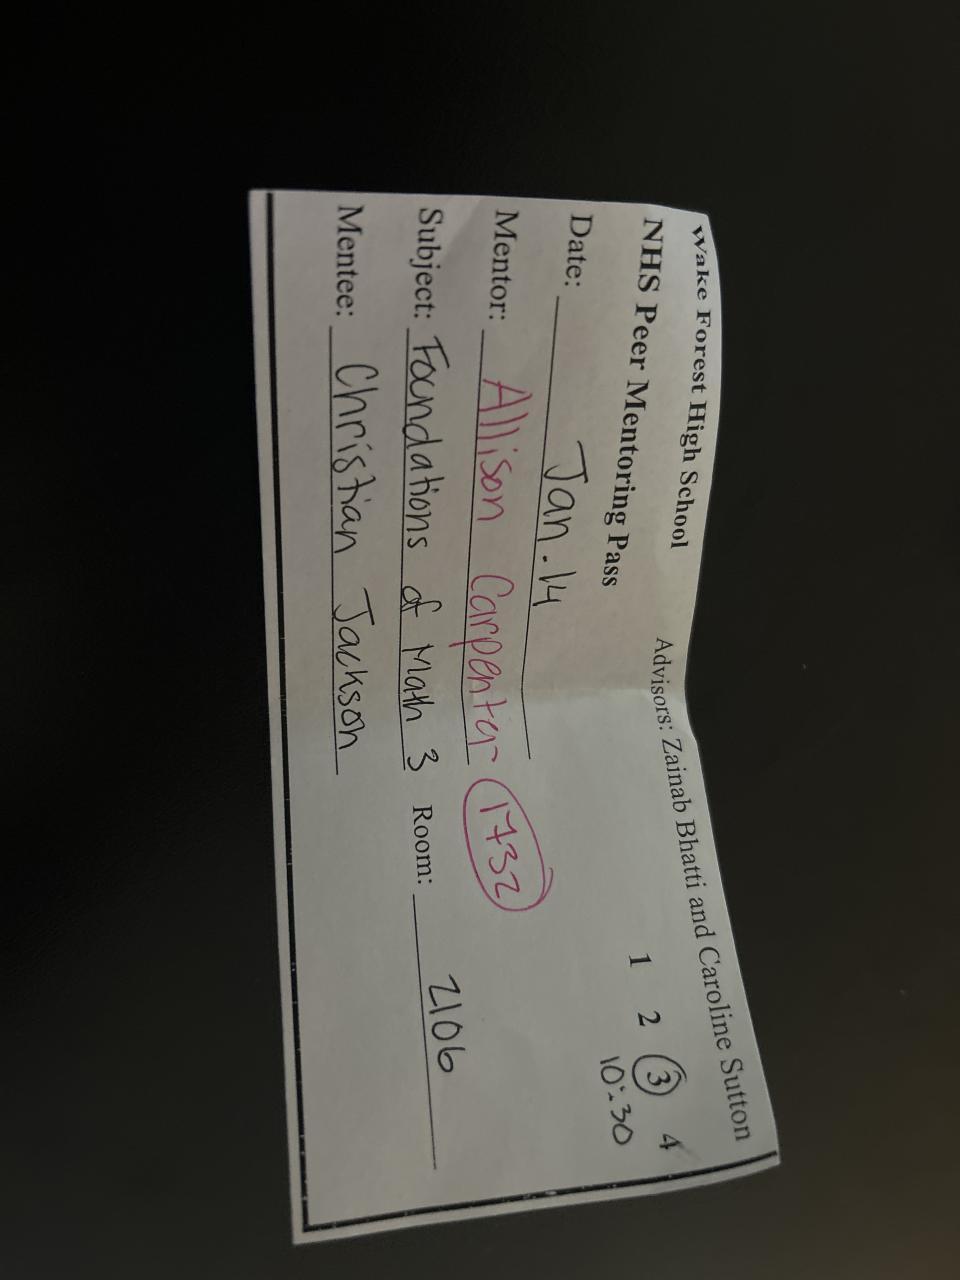 Wake Forest High School
Advisors: Zainab Bhatti and Caroline Sutton
NHS Peer Mentoring Pass
1 2 3 4
10:30
Date: Jan. 14
Mentor: Allison Carpenter 1732
Subject: Foundations of Math 3 Room: 2106
Mentee: Christian Jackson